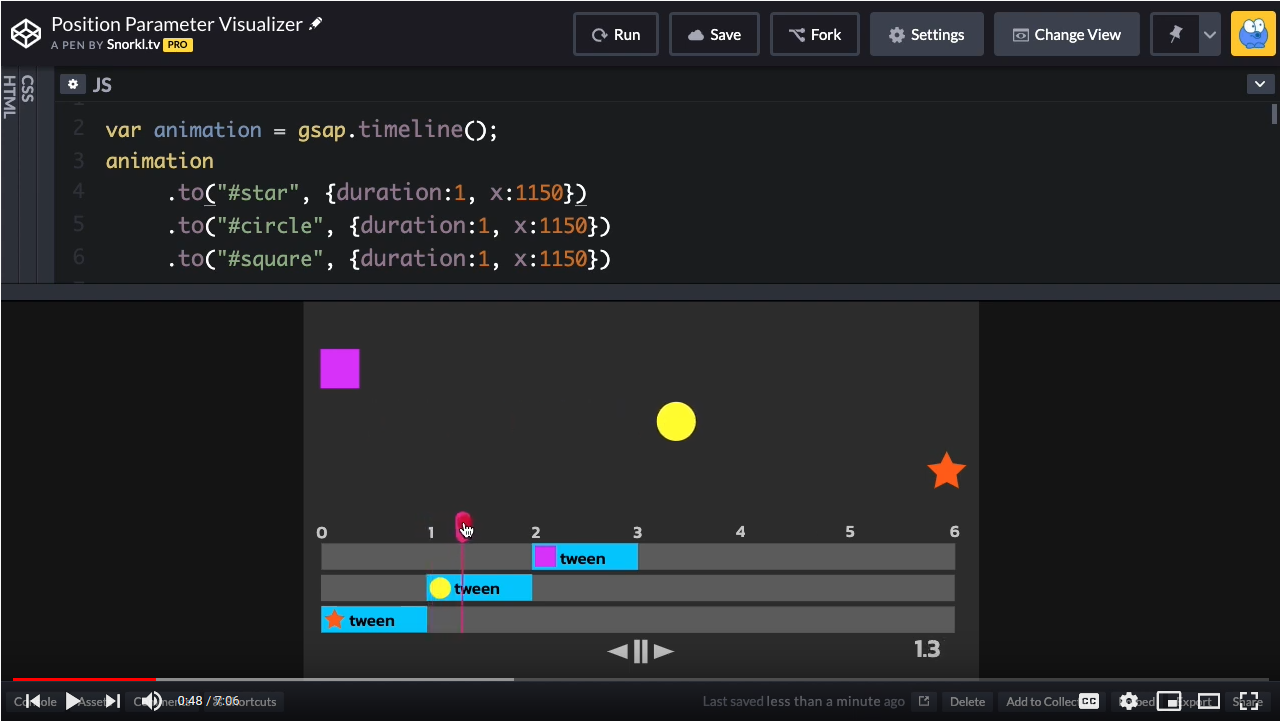 Position Parameter Visualizer
A PEN BY Snorkl.tv PRO
Run
Save
Fork
Settings
Change View
HTML
CSS
JS
2 var animation = gsap.timeline();
3 animation
4 .to("#star", {duration:1, x:1150})
5 .to("#circle", {duration:1, x:1150})
6 .to("#square", {duration:1, x:1150})
0 1 2 3 4 5 6
tween
tween
tween
1.3
0:48 / 7:06
Console Assets Shortcuts
Last saved less than a minute ago
Delete
Add to Collec
CC
Export
Share